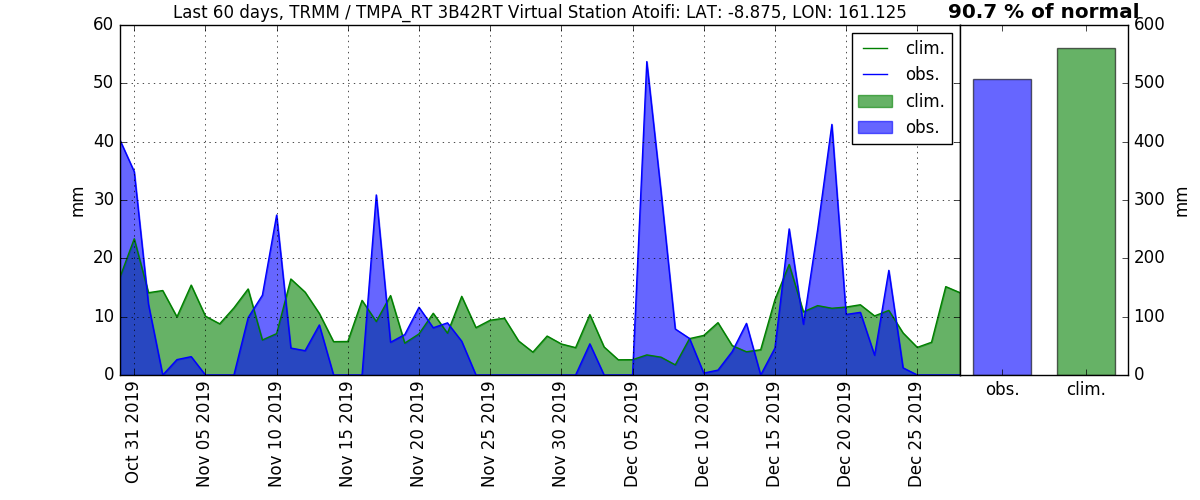 Last 60 days, TRMM / TMPA_RT 3B42RT Virtual Station Atoifi: LAT: -8.875, LON: 161.125
90.7 % of normal
60
50
40
30
20
10
0
mm
clim.
obs.
clim.
obs.
Oct 31 2019
Nov 05 2019
Nov 10 2019
Nov 15 2019
Nov 20 2019
Nov 25 2019
Nov 30 2019
Dec 05 2019
Dec 10 2019
Dec 15 2019
Dec 20 2019
Dec 25 2019
600
500
400
300
200
100
0
mm
obs.
clim.